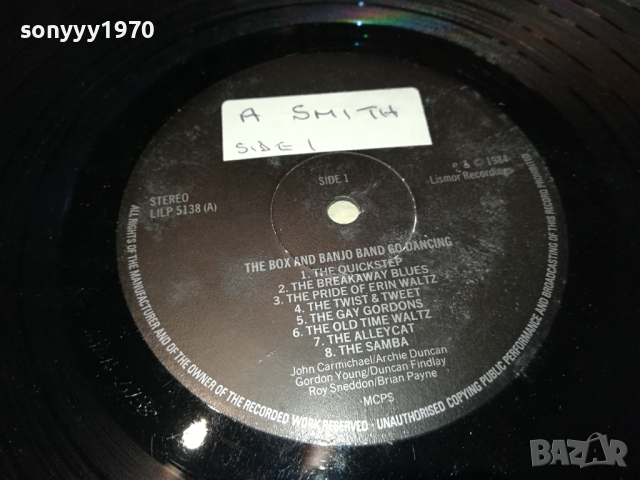 sonyyy1970
A SMITH
SIDE 1
STEREO
LILP 5138 (A)
SIDE 1
P & © 1984
Lismor Recordings
THE BOX AND BANJO BAND GO DANCING
1. THE QUICKSTEP
2. THE BREAKAWAY BLUES
3. THE PRIDE OF ERIN WALTZ
4. THE TWIST & TWEET
5. THE GAY GORDONS
6. THE OLD TIME WALTZ
7. THE ALLEYCAT
8. THE SAMBA
John Carmichael/Archie Duncan
Gordon Young/Duncan Findlay
Roy Sneddon/Brian Payne
MCPS
ALL RIGHTS OF THE MANUFACTURER AND OF THE OWNER OF THE RECORDED WORK RESERVED · UNAUTHORISED COPYING PUBLIC PERFORMANCE AND BROADCASTING OF THIS RECORD PROHIBITED
BAZAR